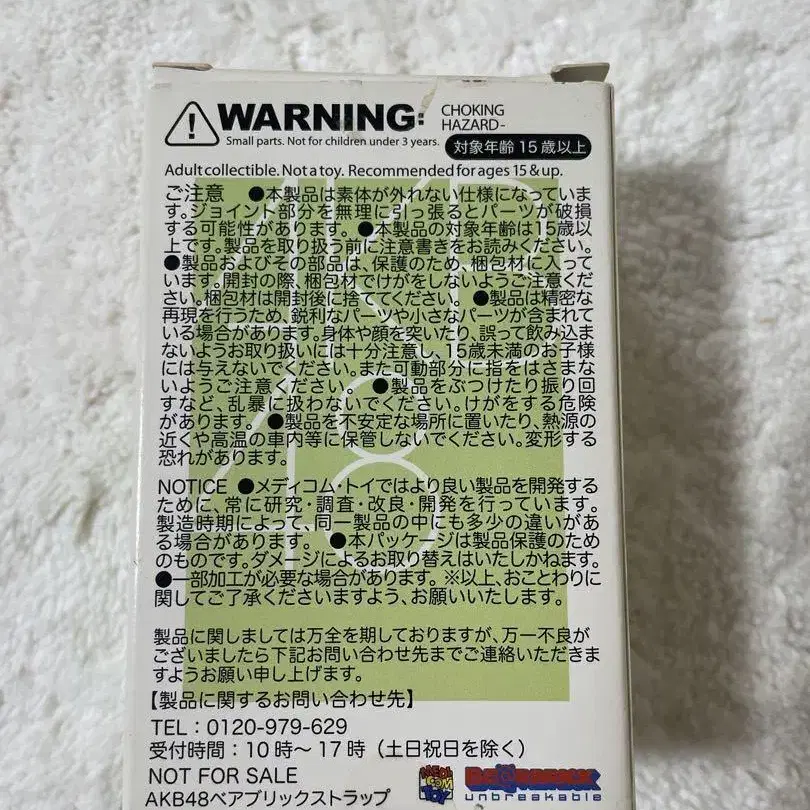 WARNING: CHOKING
HAZARD-
Small parts. Not for children under 3 years.
対象年齢15歳以上
Adult collectible. Not a toy. Recommended for ages 15 & up.
ご注意 ●本製品は素体が外れない仕様になっていま
す。ジョイント部分を無理に引っ張るとパーツが破損
する可能性があります。●本製品の対象年齢は15歳以
上です。製品を取り扱う前に注意書きをお読みください。
●製品およびその部品は、保護のため、梱包材に入って
います。開封の際、梱包材でけがをしないようご注意くだ
さい。梱包材は開封後に捨ててください。●製品は精密な
再現を行うため、鋭利なパーツや小さなパーツが含まれて
いる場合があります。身体や顔を突いたり、誤って飲み込ま
ないようお取り扱いには十分注意し、15歳未満のお子様
には与えないでください。また可動部分に指をはさまな
いようご注意ください。●製品をぶつけたり振り回
すなど、乱暴に扱わないでください。けがをする危険
があります。●製品を不安定な場所に置いたり、熱源の
近くや高温の車内等に保管しないでください。変形する
恐れがあります。
NOTICE ●メディコム・トイではより良い製品を開発する
ために、常に研究・調査・改良・開発を行っています。
製造時期によって、同一製品の中にも多少の違いがあ
る場合があります。●本パッケージは製品保護のため
のものです。ダメージによるお取り替えはいたしかねます。
●一部加工が必要な場合があります。※以上、おことわりに
関してご了承くださいますよう、お願いいたします。
製品に関しましては万全を期しておりますが、万一不良が
ございましたら下記お問い合わせ先までご連絡いただきま
すようお願い申し上げます。
【製品に関するお問い合わせ先】
TEL：0120-979-629
受付時間：10時〜17時（土日祝日を除く）
NOT FOR SALE
AKB48ベアブリックストラップ
MEDI
COM
TOY
BE@RBRICK
unbreakable
AKB
48